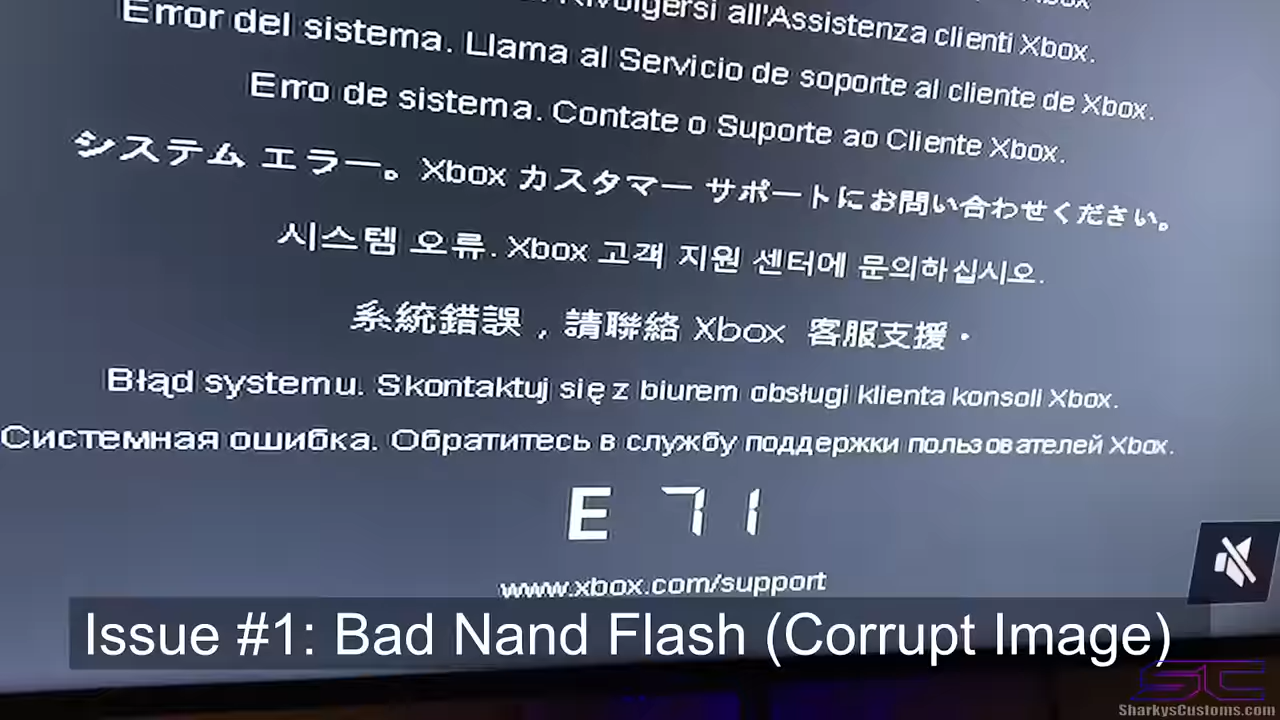 Xbox
Rivolgersi all'Assistenza clienti Xbox.
Error del sistema. Llama al Servicio de soporte al cliente de Xbox.
Erro de sistema. Contate o Suporte ao Cliente Xbox.
システム エラー。Xbox カスタマー サポートにお問い合わせください。
시스템 오류. Xbox 고객 지원 센터에 문의하십시오.
系統錯誤，請聯絡 Xbox 客服支援。
Błąd systemu. Skontaktuj się z biurem obsługi klienta konsoli Xbox.
Системная ошибка. Обратитесь в службу поддержки пользователей Xbox.
E 71
www.xbox.com/support
Issue #1: Bad Nand Flash (Corrupt Image)
SC
SharkysCustoms.com